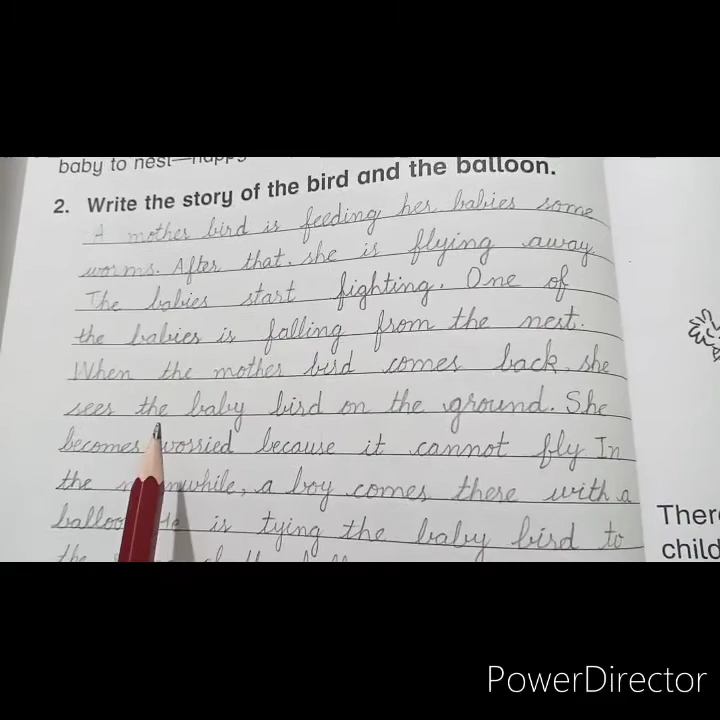 baby to nest—happy
2. Write the story of the bird and the balloon.
A mother bird is feeding her babies some
worms. After that, she is flying away.
The babies start fighting. One of
the babies is falling from the nest.
When the mother bird comes back, she
sees the baby bird on the ground. She
becomes worried because it cannot fly In
the meanwhile, a boy comes there with a
balloon. He is tying the baby bird to
the
There
child
PowerDirector